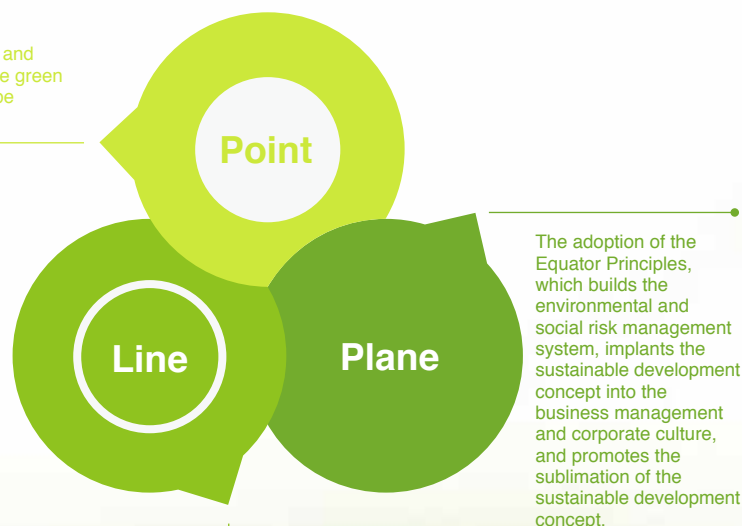 and
e green
Point
Line
Plane
The adoption of the
Equator Principles,
which builds the
environmental and
social risk management
system, implants the
sustainable development
concept into the
business management
and corporate culture,
and promotes the
sublimation of the
sustainable development
concept.